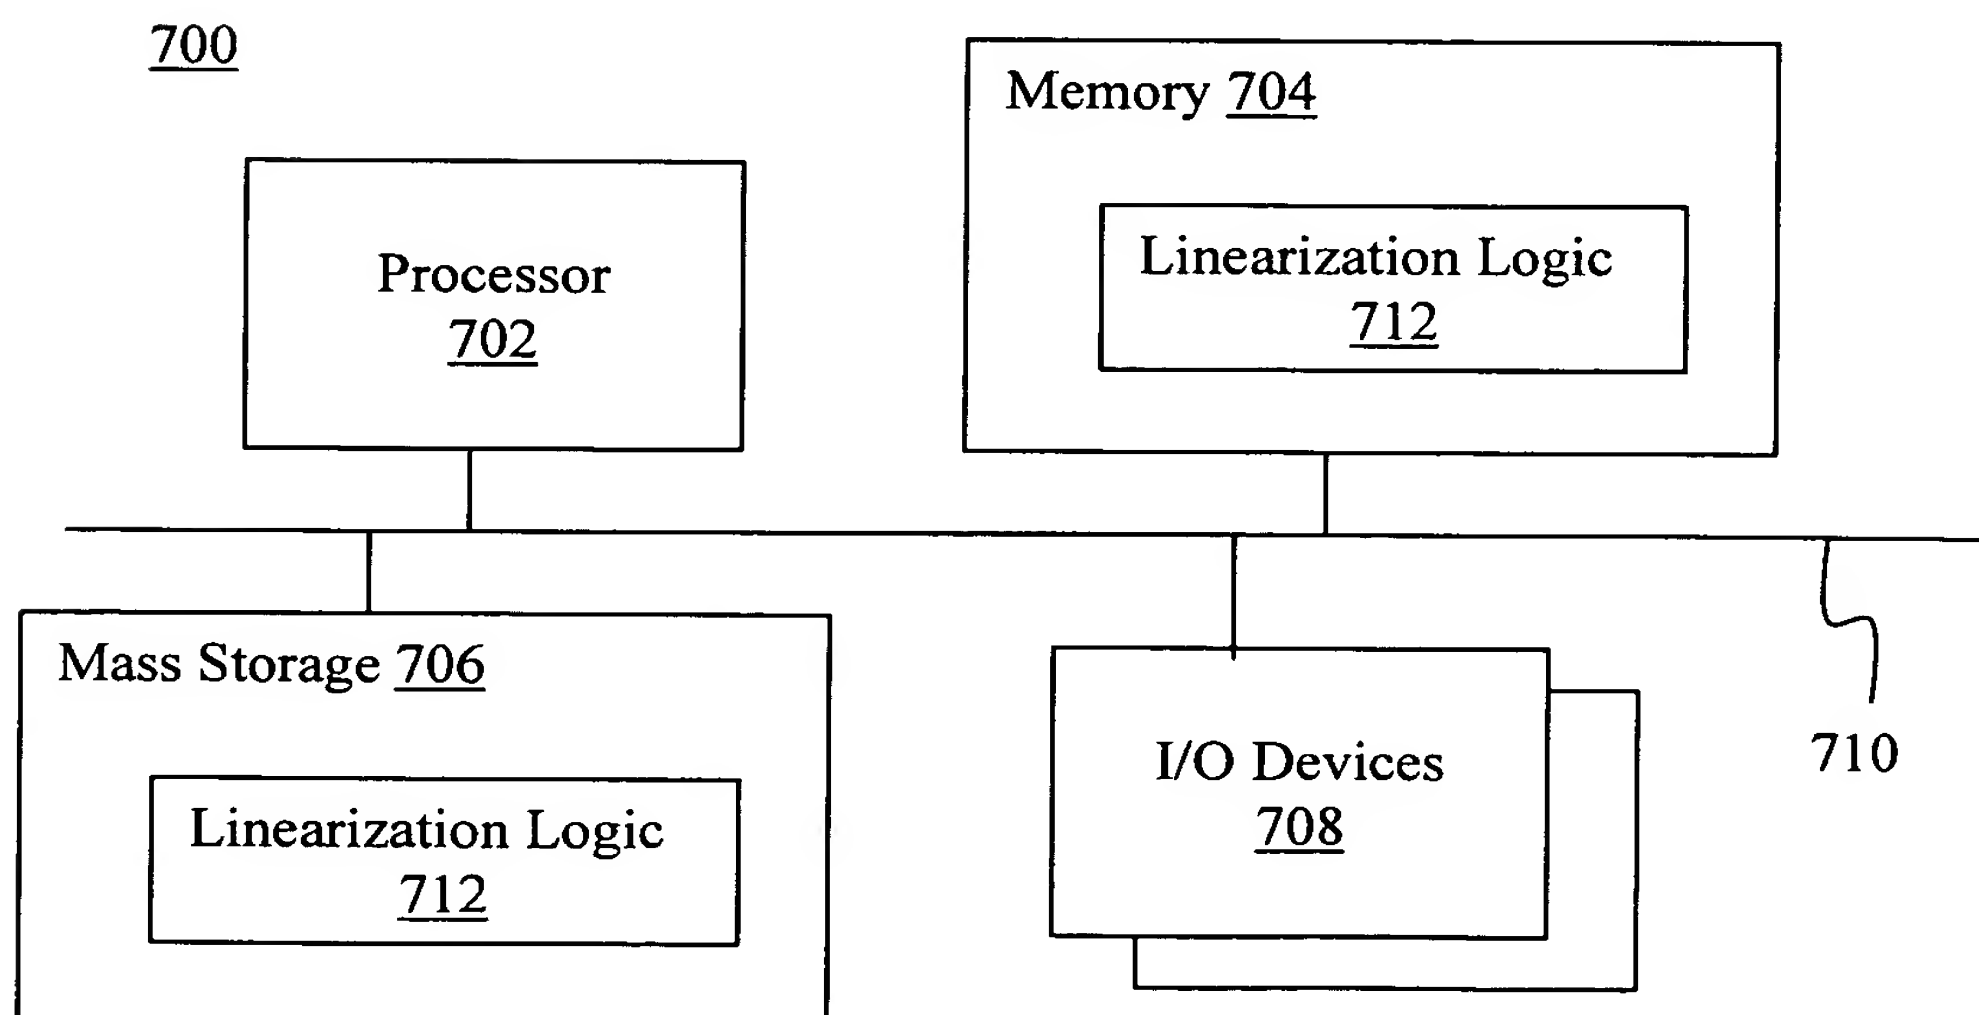 700
Memory 704
Linearization Logic
712
Processor
702
Mass Storage 706
Linearization Logic
712
I/O Devices
708
710